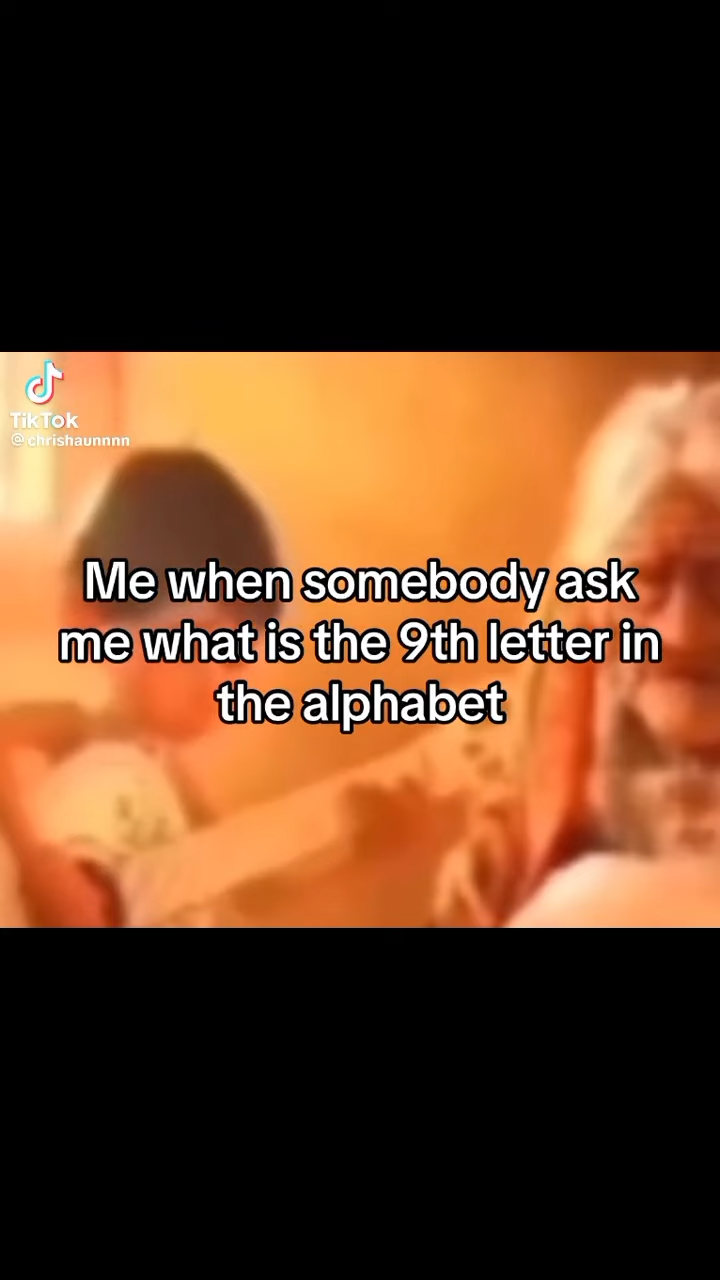 TikTok
@chrishaunnnn
Me when somebody ask
me what is the 9th letter in
the alphabet